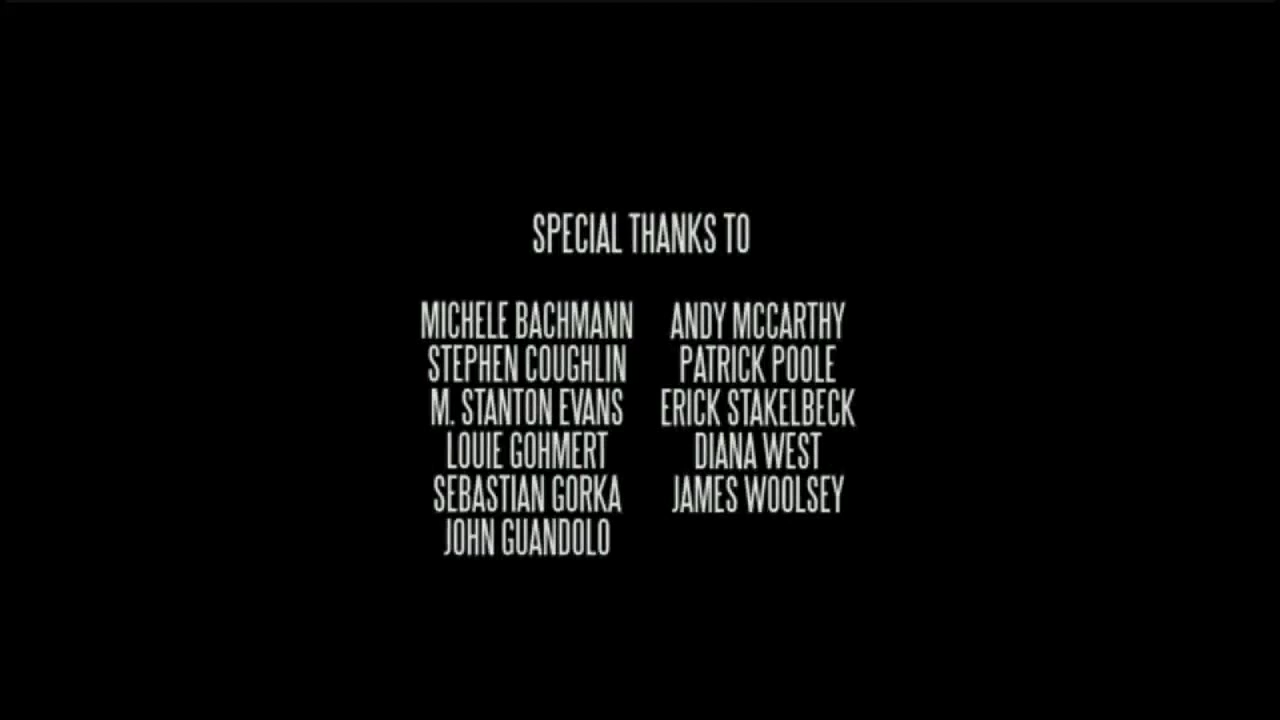 SPECIAL THANKS TO
MICHELE BACHMANN
STEPHEN COUGHLIN
M. STANTON EVANS
LOUIE GOHMERT
SEBASTIAN GORKA
JOHN GUANDOLO
ANDY MCCARTHY
PATRICK POOLE
ERICK STAKELBECK
DIANA WEST
JAMES WOOLSEY